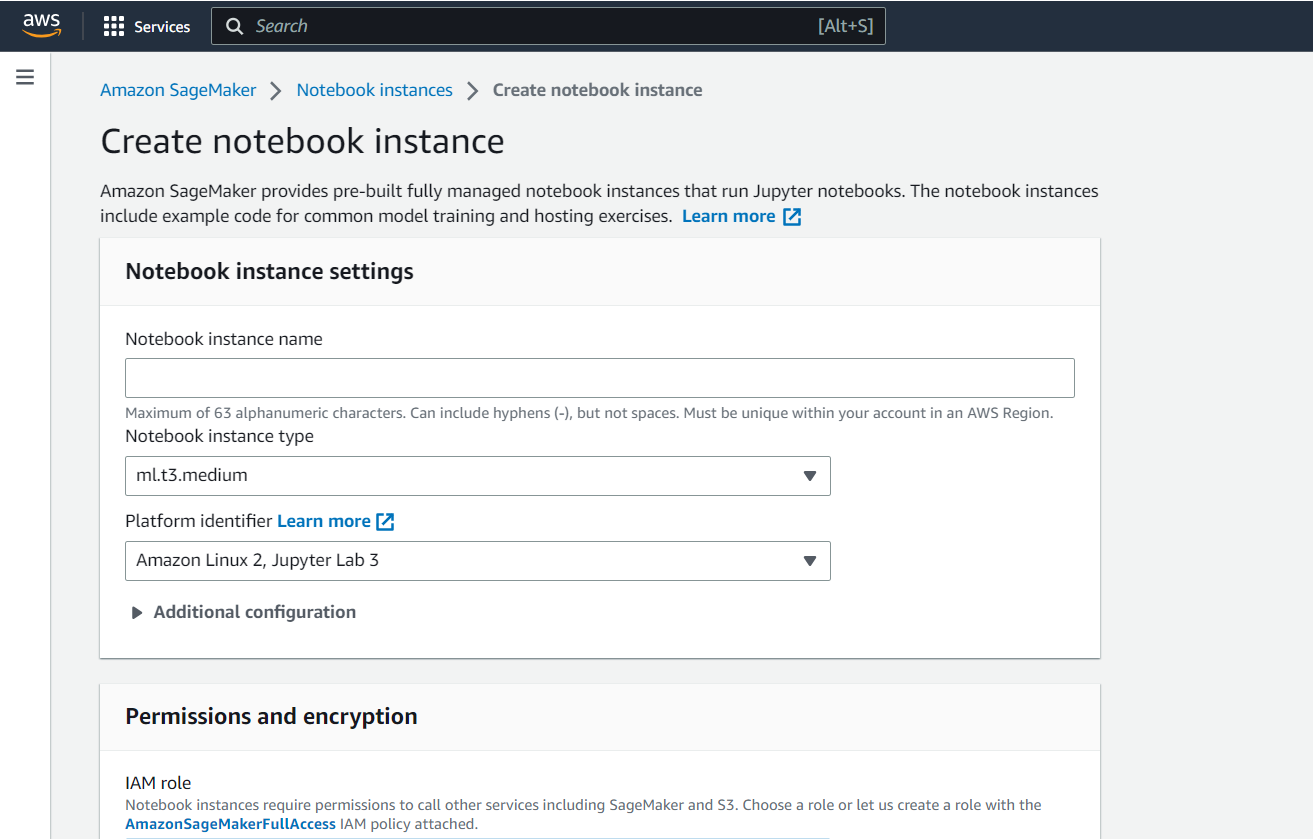 aws
Services
Search
[Alt+S]
Amazon SageMaker > Notebook instances > Create notebook instance
Create notebook instance
Amazon SageMaker provides pre-built fully managed notebook instances that run Jupyter notebooks. The notebook instances
include example code for common model training and hosting exercises. Learn more
Notebook instance settings
Notebook instance name
Maximum of 63 alphanumeric characters. Can include hyphens (-), but not spaces. Must be unique within your account in an AWS Region.
Notebook instance type
ml.t3.medium
Platform identifier Learn more
Amazon Linux 2, Jupyter Lab 3
Additional configuration
Permissions and encryption
IAM role
Notebook instances require permissions to call other services including SageMaker and S3. Choose a role or let us create a role with the
AmazonSageMakerFullAccess IAM policy attached.